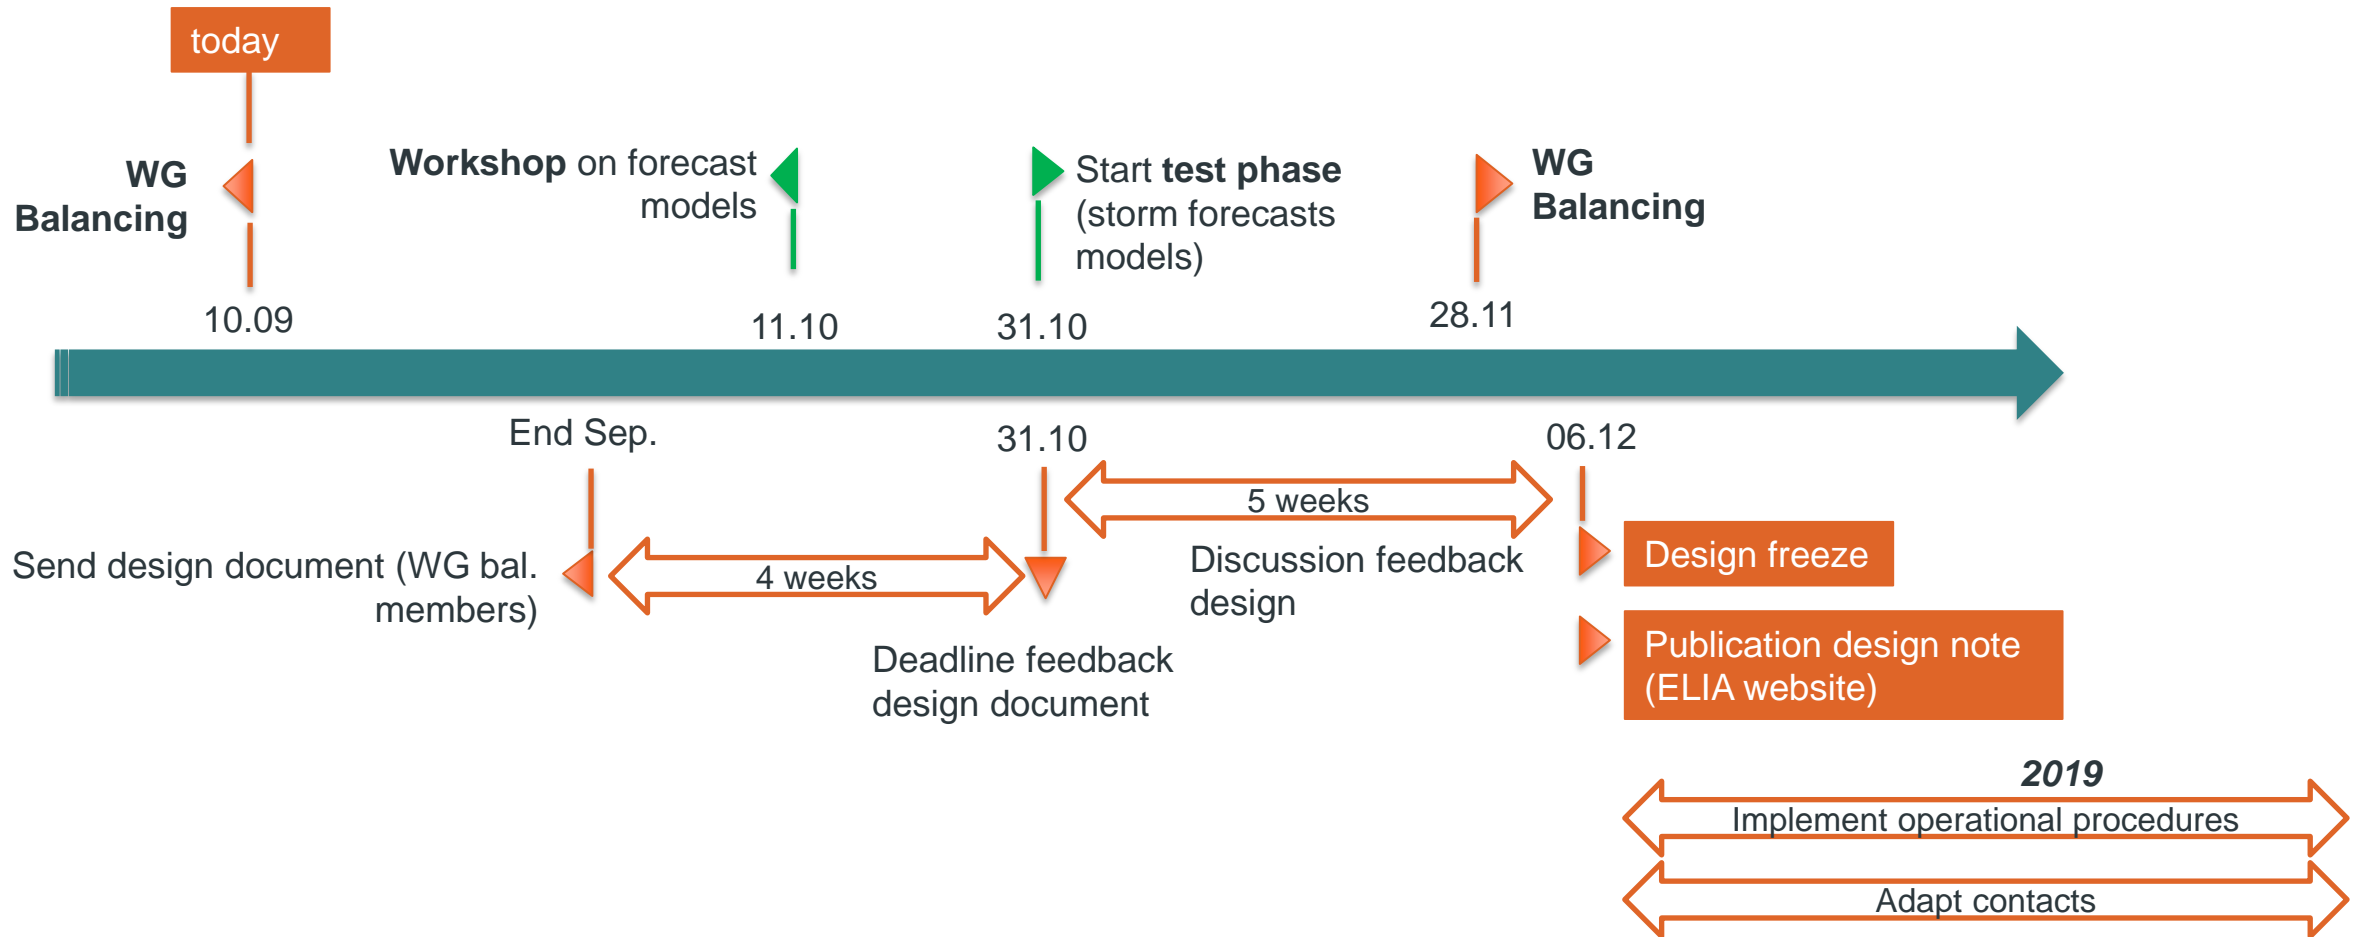 today
WG
Balancing
Workshop on forecast
models
Start test phase
(storm forecasts
models)
WG
Balancing
10.09
11.10
31.10
28.11
End Sep.
31.10
06.12
5 weeks
Send design document (WG bal.
members)
4 weeks
Discussion feedback
design
Design freeze
Deadline feedback
design document
Publication design note
(ELIA website)
2019
Implement operational procedures
Adapt contacts